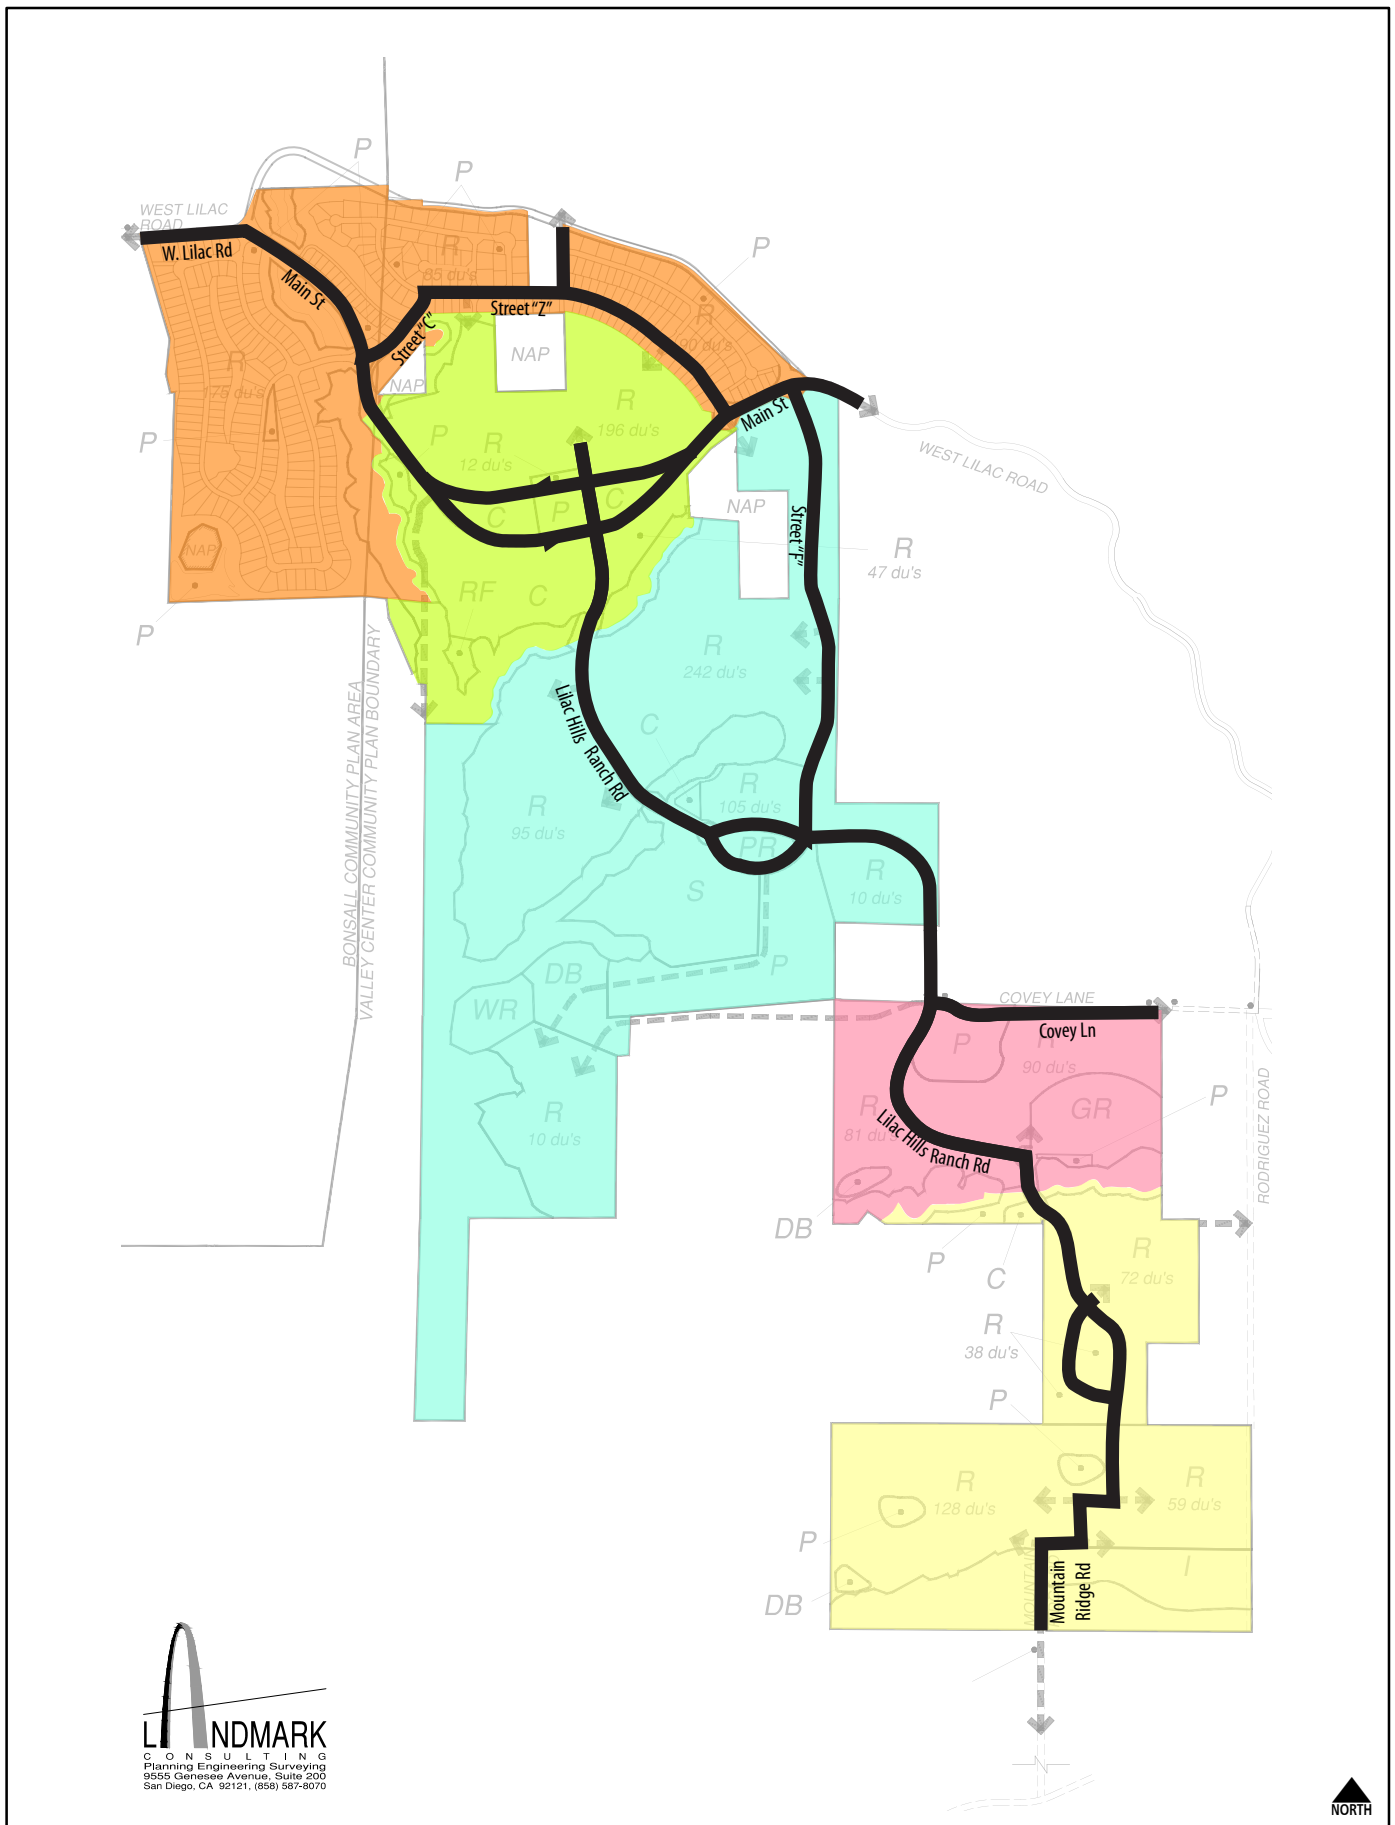 P
P
WEST LILAC
ROAD
W. Lilac Rd
P
R
85 du's
Main St
Street "Z"
Street "C"
R
90 du's
NAP
NAP
R
175 du's
R
196 du's
Main St
P
P
R
12 du's
WEST LILAC ROAD
C
P
C
NAP
Street "F"
NAP
R
47 du's
RF
C
P
R
242 du's
BONSALL COMMUNITY PLAN AREA
VALLEY CENTER COMMUNITY PLAN BOUNDARY
Lilac Hills Ranch Rd
C
R
95 du's
R
105 du's
PR
S
R
10 du's
DB
P
WR
COVEY LANE
Covey Ln
P
R
90 du's
R
10 du's
R
81 du's
GR
P
RODRIGUEZ ROAD
Lilac Hills Ranch Rd
DB
P
C
R
72 du's
R
38 du's
P
R
128 du's
R
59 du's
P
DB
I
MOUNTAIN
Mountain
Ridge Rd
LANDMARK
CONSULTING
Planning Engineering Surveying
9555 Genesee Avenue, Suite 200
San Diego, CA 92121, (858) 587-8070
NORTH